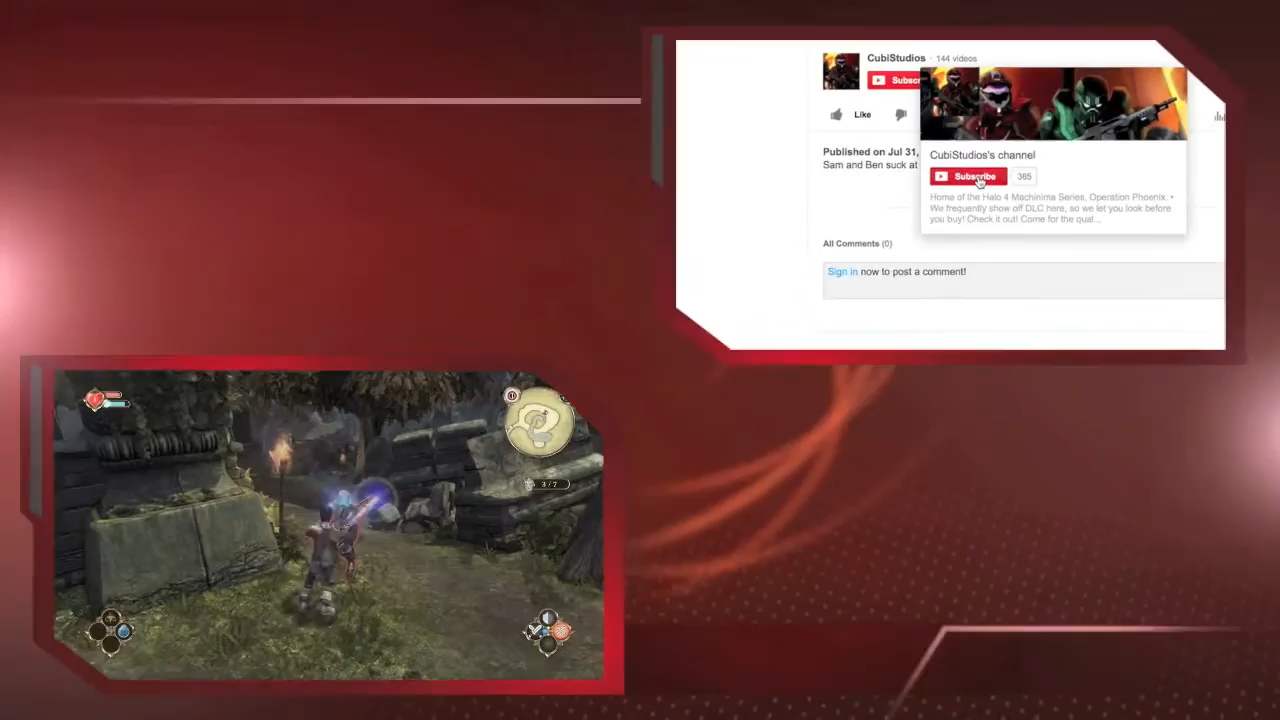 CubiStudios · 144 videos
Subscr
Like
Published on Jul 31,
Sam and Ben suck at
CubiStudios's channel
Subscribe 385
Home of the Halo 4 Machinima Series, Operation Phoenix. •
We frequently show off DLC here, so we let you look before
you buy! Check it out! Come for the qual...
All Comments (0)
Sign in now to post a comment!
3/7